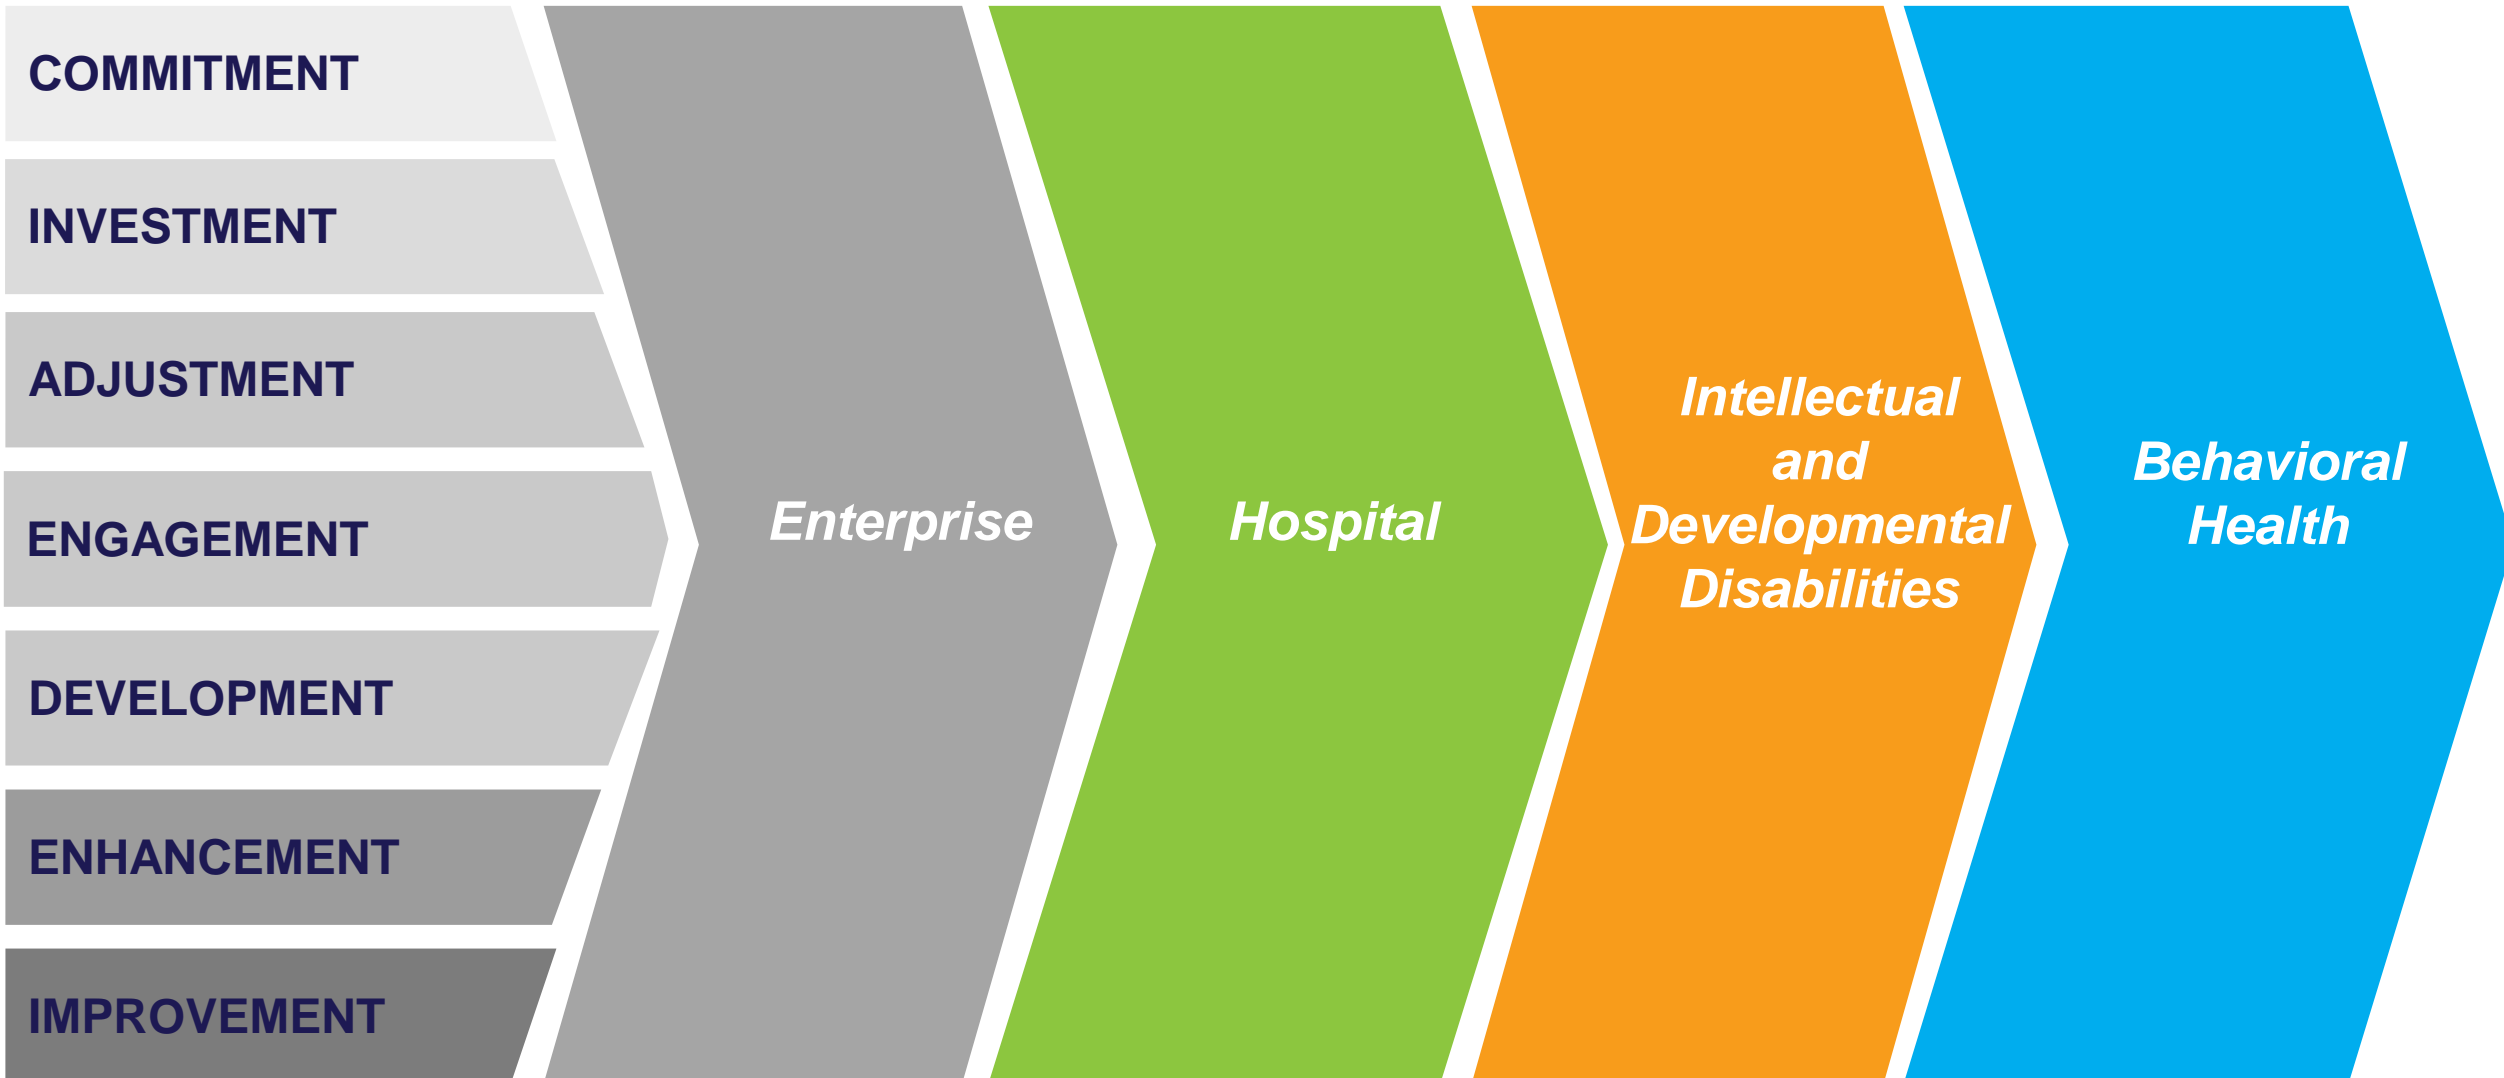 COMMITMENT
INVESTMENT
ADJUSTMENT
ENGAGEMENT
DEVELOPMENT
ENHANCEMENT
IMPROVEMENT
Enterprise
Hospital
Intellectual
and
Developmental
Disabilities
Behavioral
Health